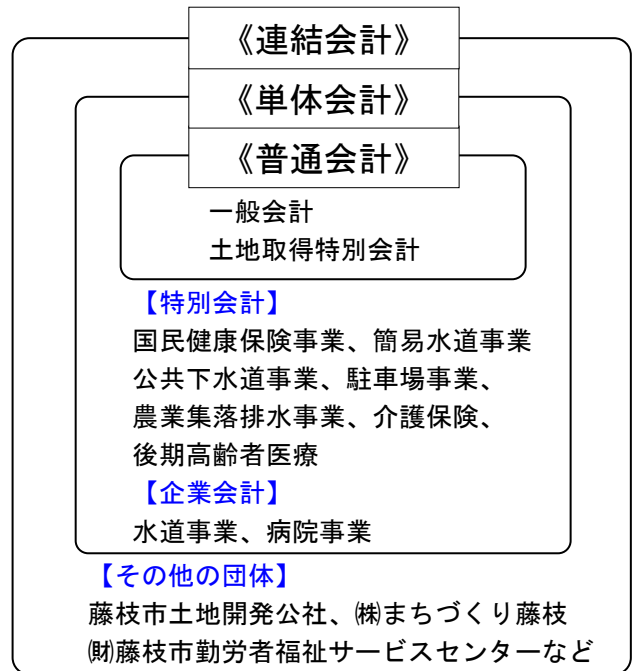 《連結会計》
《単体会計》
《普通会計》
一般会計
土地取得特別会計
【特別会計】
国民健康保険事業、簡易水道事業
公共下水道事業、駐車場事業、
農業集落排水事業、介護保険、
後期高齢者医療
【企業会計】
水道事業、病院事業
【その他の団体】
藤枝市土地開発公社、㈱まちづくり藤枝
㈶藤枝市勤労者福祉サービスセンターなど